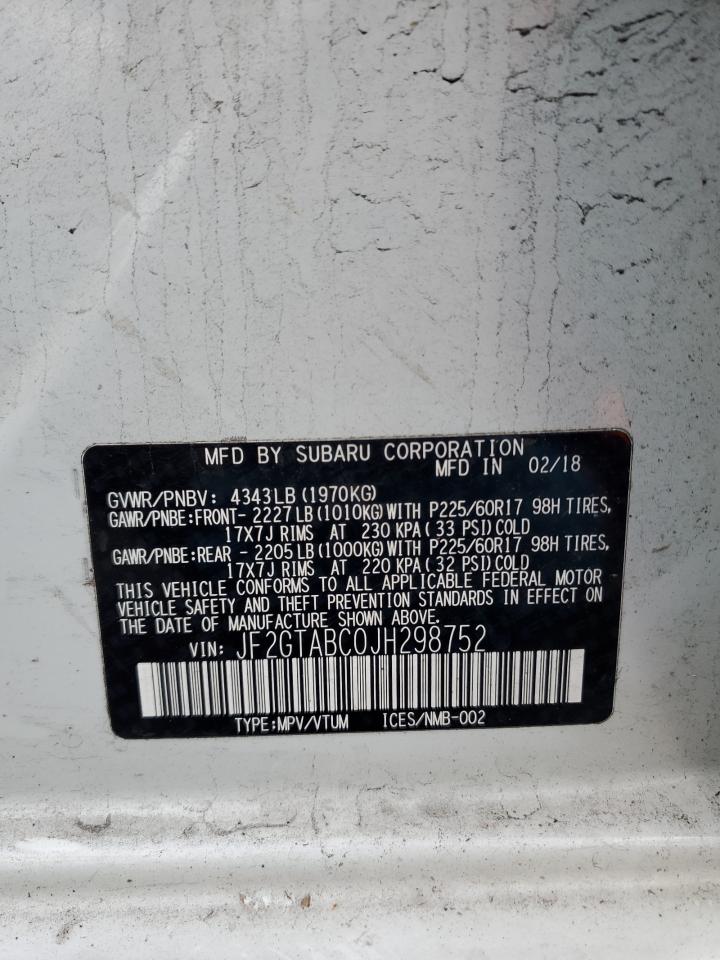 MFD BY SUBARU CORPORATION
MFD IN 02/18
GVWR/PNBV: 4343LB(1970KG)
GAWR/PNBE:FRONT- 2227LB(1010KG)WITH P225/60R17 98H TIRES,
17X7J RIMS AT 230 KPA(33 PSI)COLD
GAWR/PNBE:REAR - 2205LB(1000KG)WITH P225/60R17 98H TIRES,
17X7J RIMS AT 220 KPA(32 PSI)COLD
THIS VEHICLE CONFORMS TO ALL APPLICABLE FEDERAL MOTOR
VEHICLE SAFETY AND THEFT PREVENTION STANDARDS IN EFFECT ON
THE DATE OF MANUFACTURE SHOWN ABOVE.
VIN: JF2GTABC0JH298752
TYPE:MPV/VTUM ICES/NMB-002